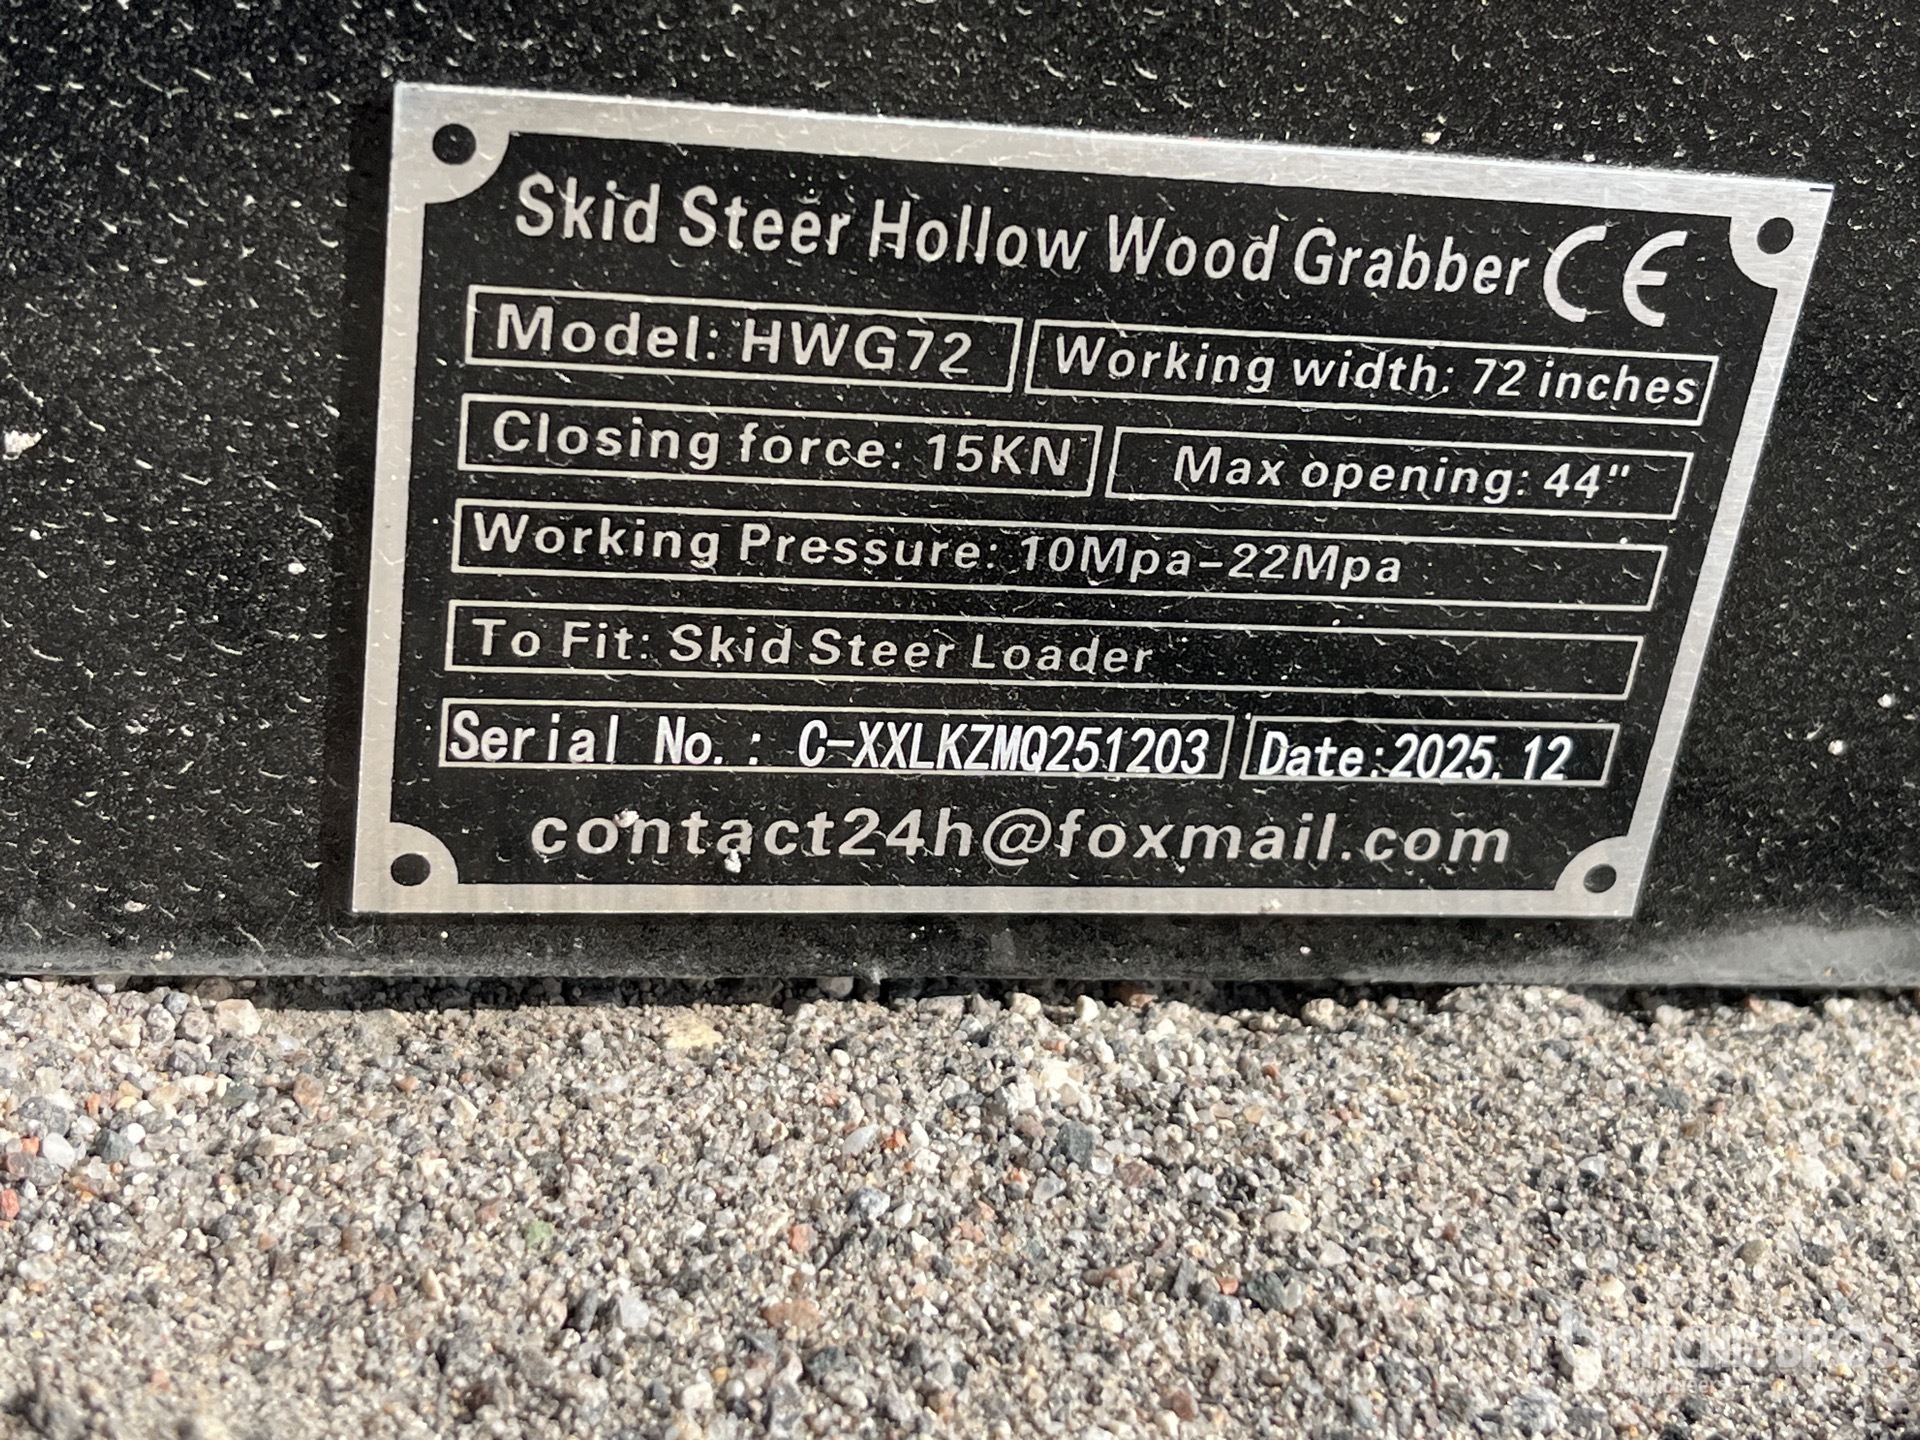 Skid Steer Hollow Wood Grabber CE
Model: HWG72 Working width: 72 inches
Closing force: 15KN Max opening: 44"
Working Pressure: 10Mpa-22Mpa
To Fit: Skid Steer Loader
Serial No.: C-XXLKZMQ251203 Date:2025.12
contact24h@foxmail.com